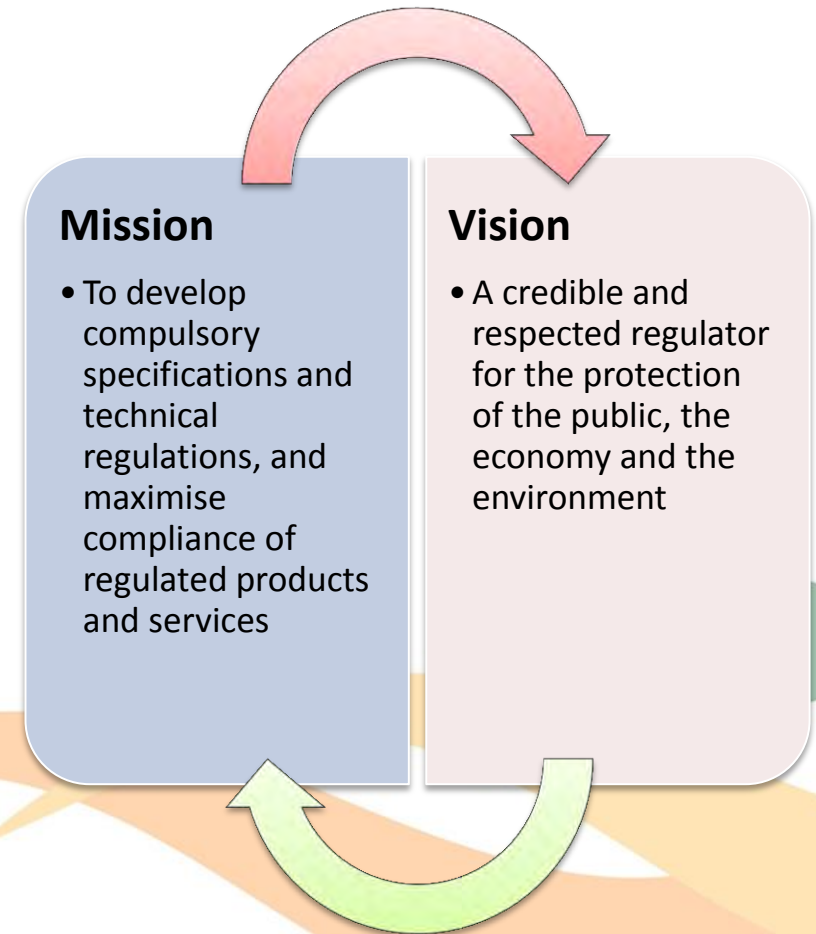 Mission
• To develop
compulsory
specifications and
technical
regulations, and
maximise
compliance of
regulated products
and services
Vision
• A credible and
respected regulator
for the protection
of the public, the
economy and the
environment